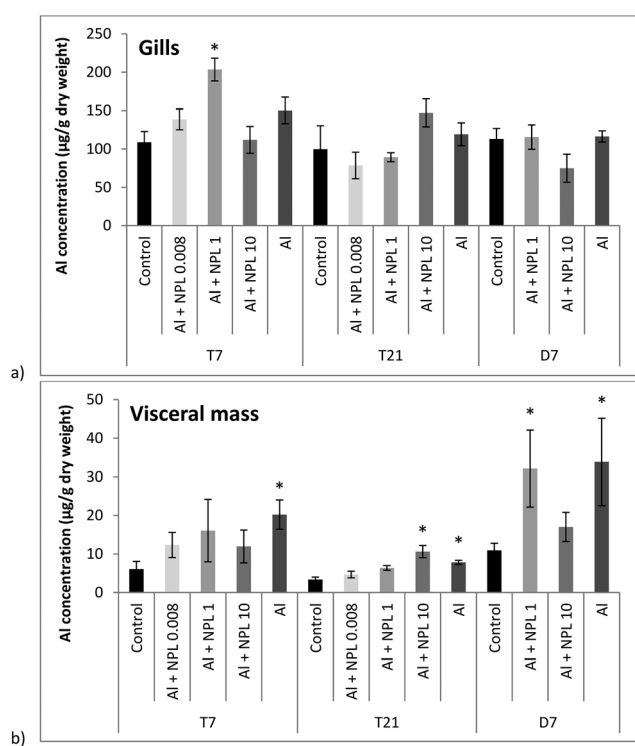 Gills
Al concentration (µg/g dry weight)
250
200
150
100
50
0
*
Control
Al + NPL 0.008
Al + NPL 1
Al + NPL 10
Al
Control
Al + NPL 0.008
Al + NPL 1
Al + NPL 10
Al
Control
Al + NPL 1
Al + NPL 10
Al
T7 T21 D7
a)
Visceral mass
Al concentration (µg/g dry weight)
50
40
30
20
10
0
* * * * *
Control
Al + NPL 0.008
Al + NPL 1
Al + NPL 10
Al
Control
Al + NPL 0.008
Al + NPL 1
Al + NPL 10
Al
Control
Al + NPL 1
Al + NPL 10
Al
T7 T21 D7
b)